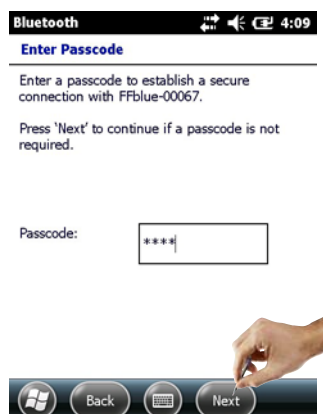 Bluetooth 4:09
Enter Passcode
Enter a passcode to establish a secure
connection with FFblue-00067.
Press `Next' to continue if a passcode is not
required.
Passcode: ****
Back Next